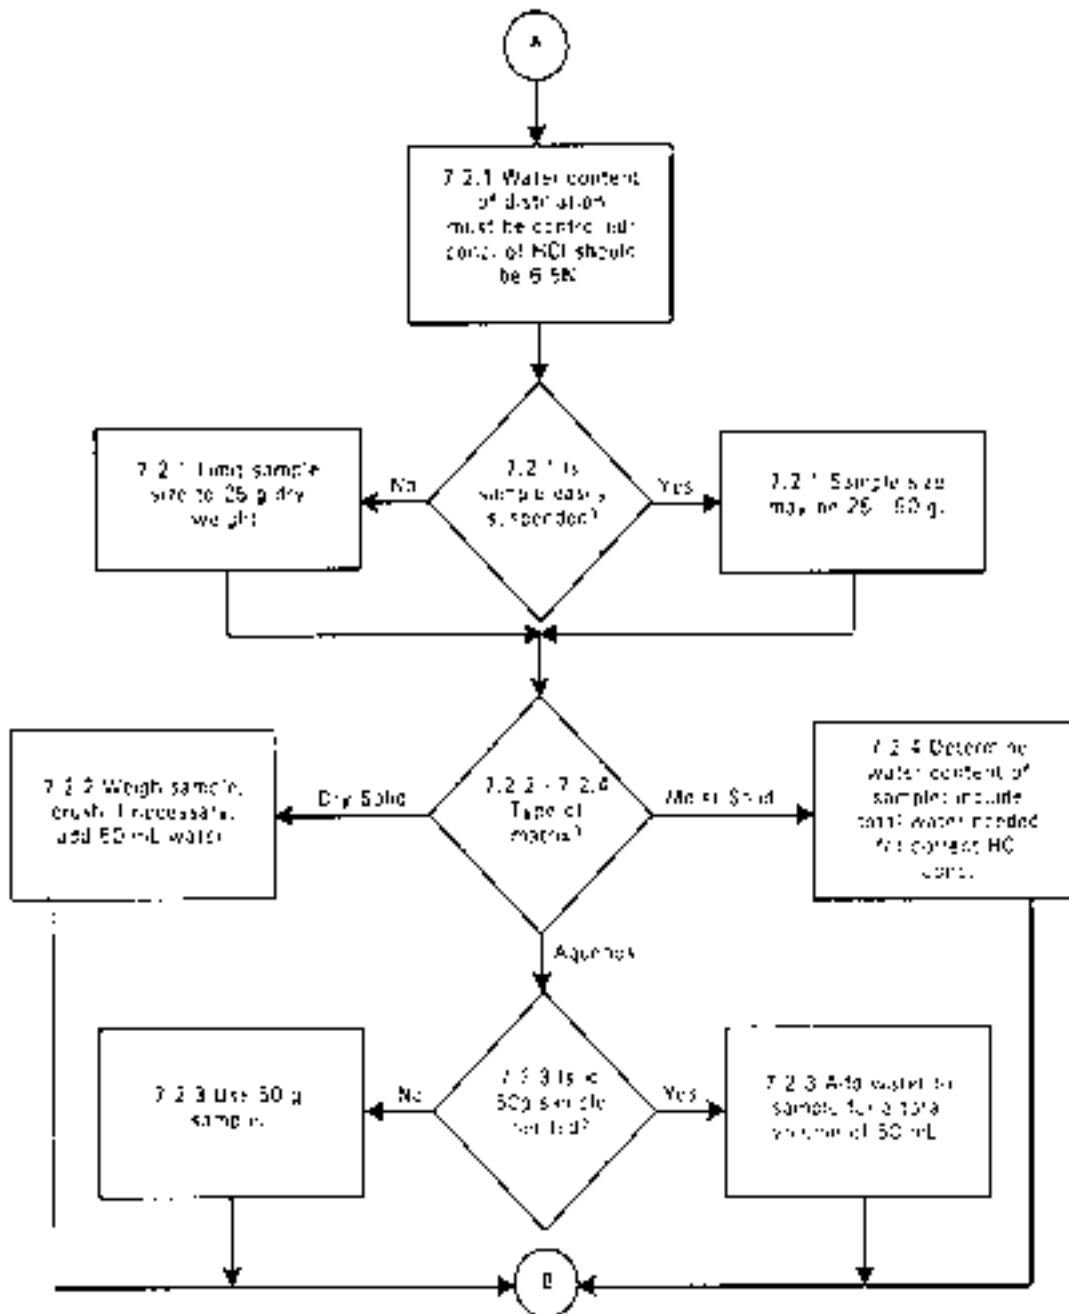 A
7.2.1 Water content
of distillation
must be controlled:
conc. of HCl should
be 6.5N
7.2.1 Limit sample
size to 25 g dry
weight
No
7.2.1 Is
sample easily
suspended?
Yes
7.2.1 Sample size
may be 25 - 50 g.
7.2.2 Weigh sample,
crush if necessary,
add 50 mL water
Dry Solid
7.2.2 - 7.2.4
Type of
matrix?
Moist Solid
7.2.4 Determine
water content of
sample; include
total water needed
for correct HCl
conc.
Aqueous
7.2.3 Use 50 g
sample.
No
7.2.3 Is <
50g sample
Yes
7.2.3 Add water to
sample for a total
volume of 50 mL
B